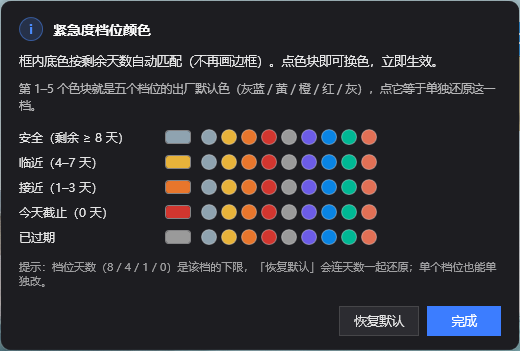 紧急度档位颜色
框内底色按剩余天数自动匹配（不再画边框）。点色块即可换色，立即生效。
第 1–5 个色块就是五个档位的出厂默认色（灰蓝 / 黄 / 橙 / 红 / 灰），点它等于单独还原这一
档。
安全（剩余 ≥ 8 天）
临近（4–7 天）
接近（1–3 天）
今天截止（0 天）
已过期
提示：档位天数（8 / 4 / 1 / 0）是该档的下限，「恢复默认」会连天数一起还原；单个档位也能单
独改。
恢复默认 完成